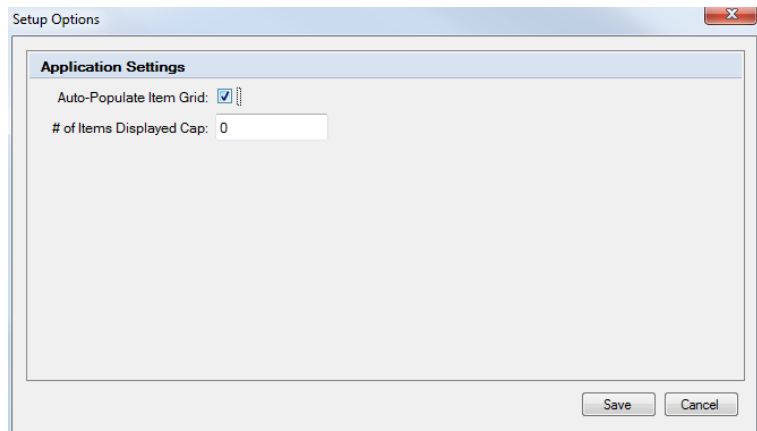 Setup Options
Application Settings
Auto-Populate Item Grid:
# of Items Displayed Cap: 0
Save Cancel